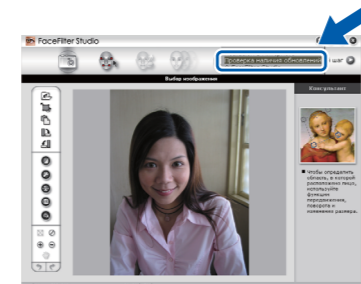 FaceFilter Studio
Проверка наличия обновлений
шаг
Выбор изображения
Консультант
Чтобы определить
область, в которой
расположено лицо,
используйте
функции
передвижения,
поворота и
изменения размера.